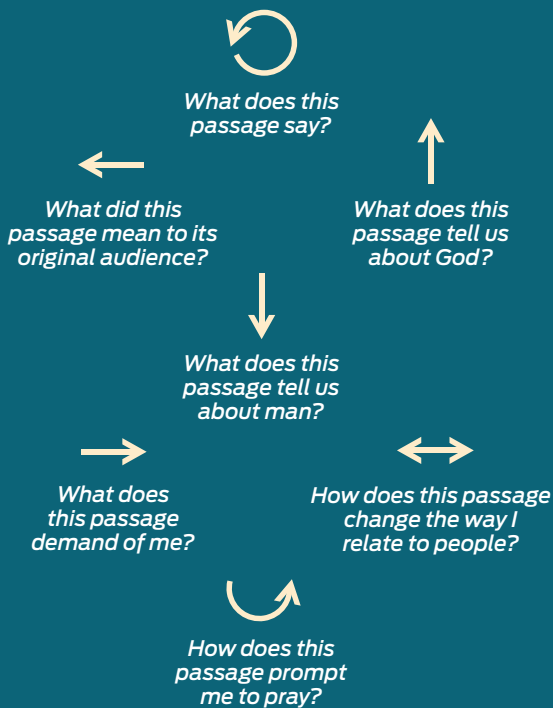 What does this
passage say?
What did this
passage mean to its
original audience?
What does this
passage tell us
about God?
What does this
passage tell us
about man?
What does
this passage
demand of me?
How does this passage
change the way I
relate to people?
How does this
passage prompt
me to pray?